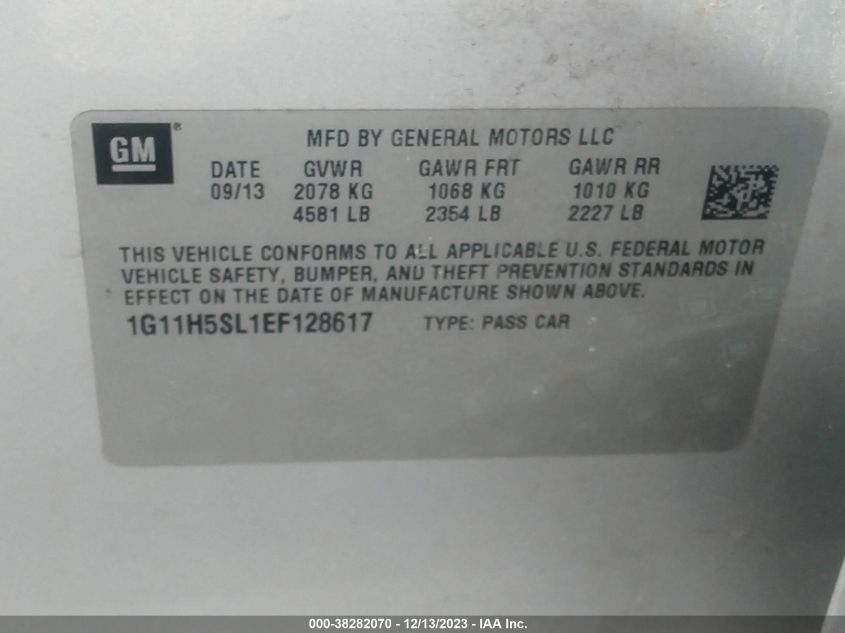 GM®
MFD BY GENERAL MOTORS LLC
DATE GVWR GAWR FRT GAWR RR
09/13 2078 KG 1068 KG 1010 KG
4581 LB 2354 LB 2227 LB
THIS VEHICLE CONFORMS TO ALL APPLICABLE U.S. FEDERAL MOTOR
VEHICLE SAFETY, BUMPER, AND THEFT PREVENTION STANDARDS IN
EFFECT ON THE DATE OF MANUFACTURE SHOWN ABOVE.
1G11H5SL1EF128617 TYPE: PASS CAR
000-38282070 - 12/13/2023 - IAA Inc.